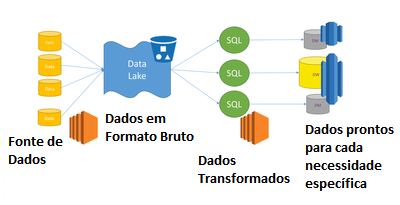 Data
Data
Data
Data
Data
Lake
SQL
SQL
SQL
DW
DW
DW
Fonte de
Dados
Dados em
Formato Bruto
Dados
Transformados
Dados prontos
para cada
necessidade
específica